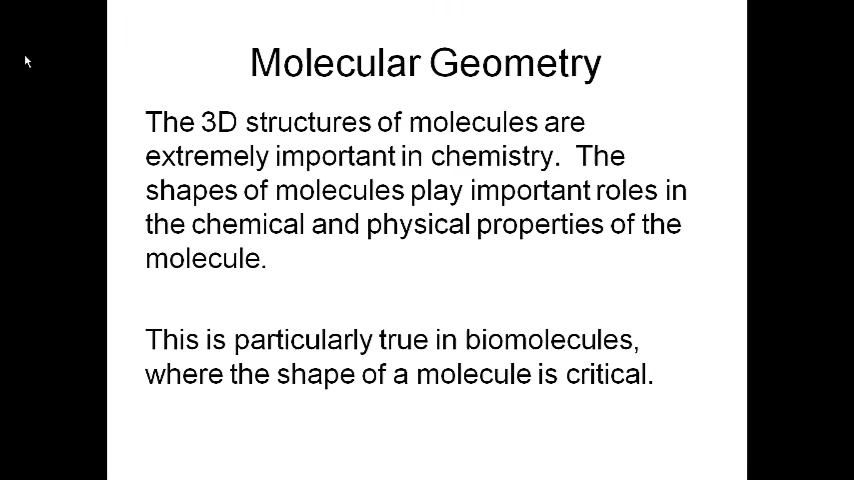 Molecular Geometry
The 3D structures of molecules are
extremely important in chemistry.  The
shapes of molecules play important roles in
the chemical and physical properties of the
molecule.
This is particularly true in biomolecules,
where the shape of a molecule is critical.